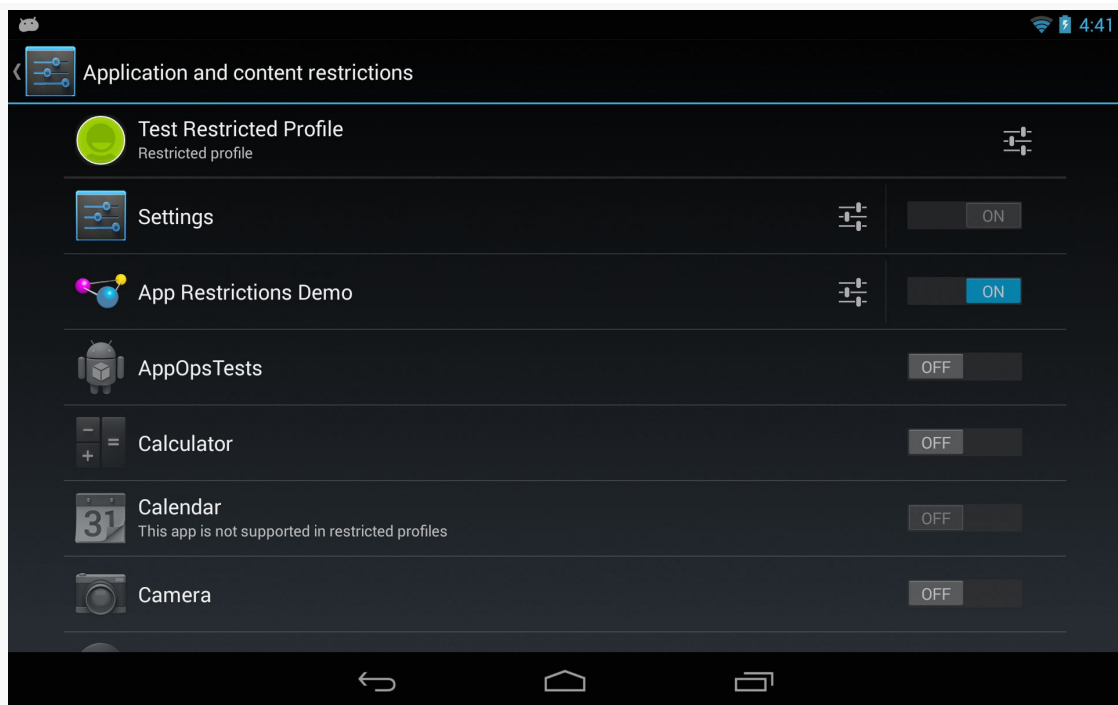 4:41
Application and content restrictions
Test Restricted Profile
Restricted profile
Settings
ON
App Restrictions Demo
ON
AppOpsTests
OFF
Calculator
OFF
31
Calendar
This app is not supported in restricted profiles
OFF
Camera
OFF